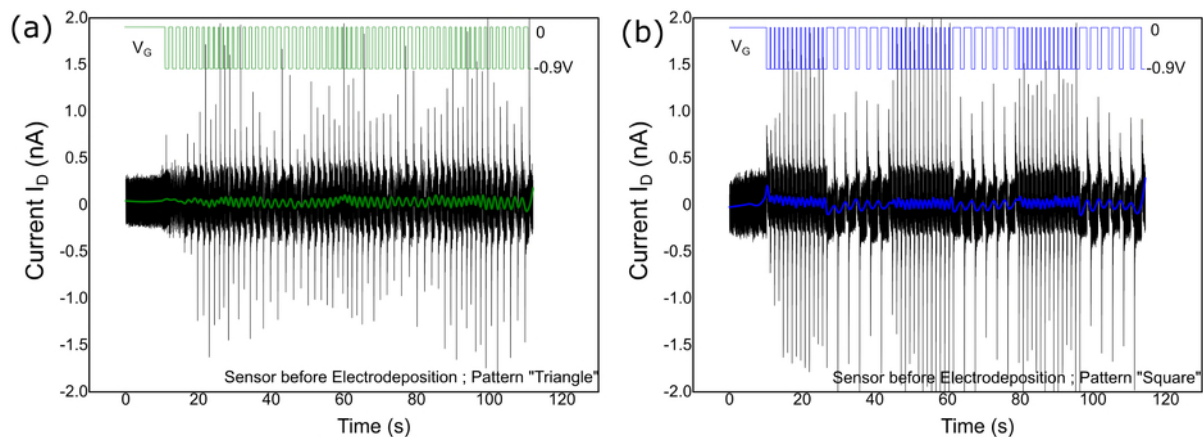 (a)
2.0
1.5
1.0
0.5
0
-0.5
-1.0
-1.5
-2.0
Current I_D (nA)
V_G
0
-0.9V
Sensor before Electrodeposition ; Pattern "Triangle"
0 20 40 60 80 100 120
Time (s)
(b)
2.0
1.5
1.0
0.5
0
-0.5
-1.0
-1.5
-2.0
Current I_D (nA)
V_G
0
-0.9V
Sensor before Electrodeposition ; Pattern "Square"
0 20 40 60 80 100 120
Time (s)